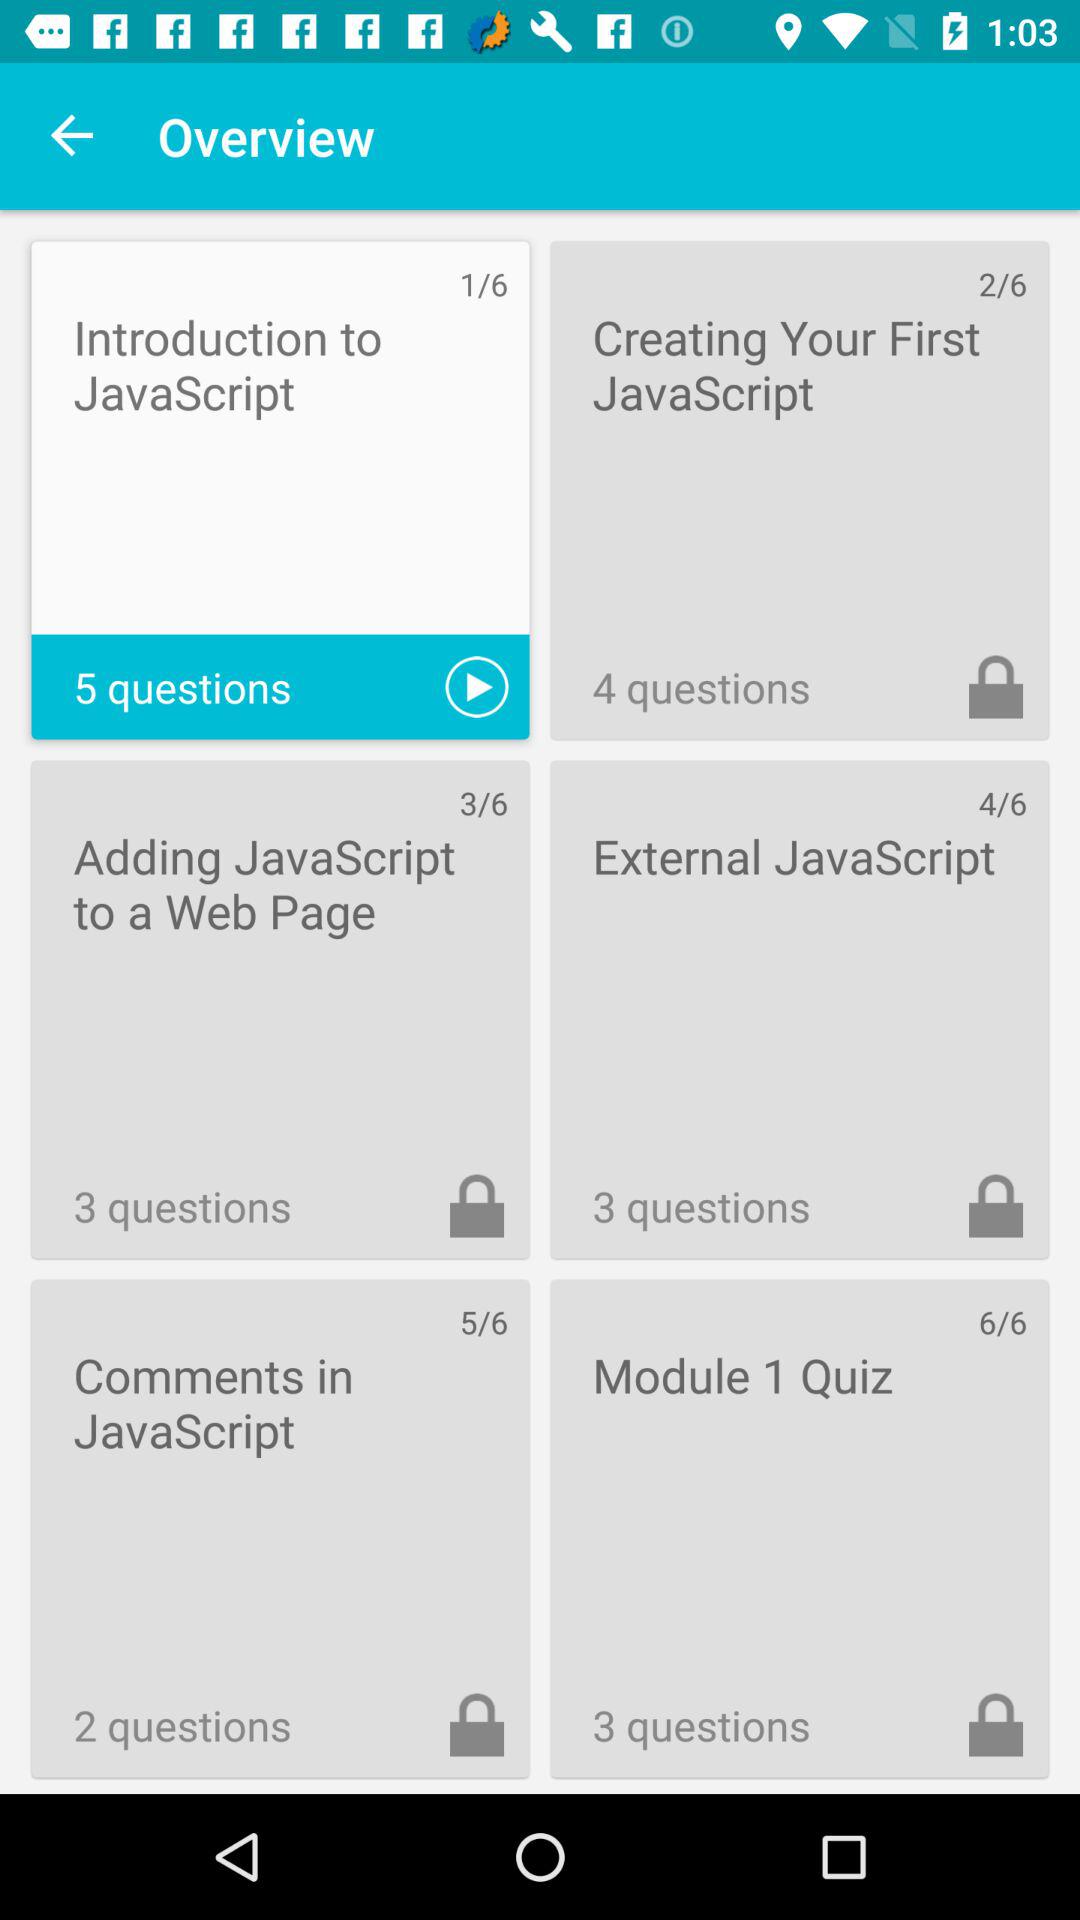 1:03
Overview
1/6
Introduction to
JavaScript
5 questions
2/6
Creating Your First
JavaScript
4 questions
3/6
Adding JavaScript
to a Web Page
3 questions
4/6
External JavaScript
3 questions
5/6
Comments in
JavaScript
2 questions
6/6
Module 1 Quiz
3 questions